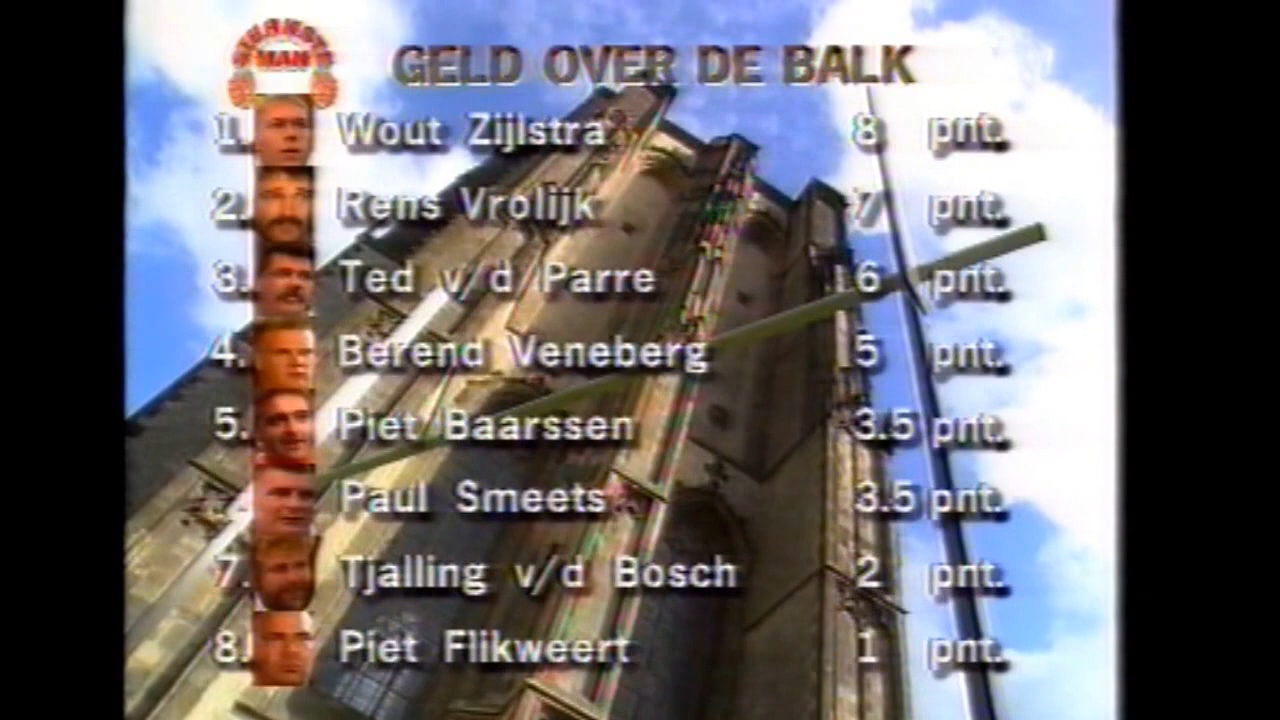 STERKSTE
MAN
GELD OVER DE BALK
1. Wout Zijlstra 8 pnt.
2. Rens Vrolijk 7 pnt.
3. Ted v/d Parre 6 pnt.
4. Berend Veneberg 5 pnt.
5. Piet Baarssen 3.5 pnt.
Paul Smeets 3.5 pnt.
7. Tjalling v/d Bosch 2 pnt.
8. Piet Flikweert 1 pnt.